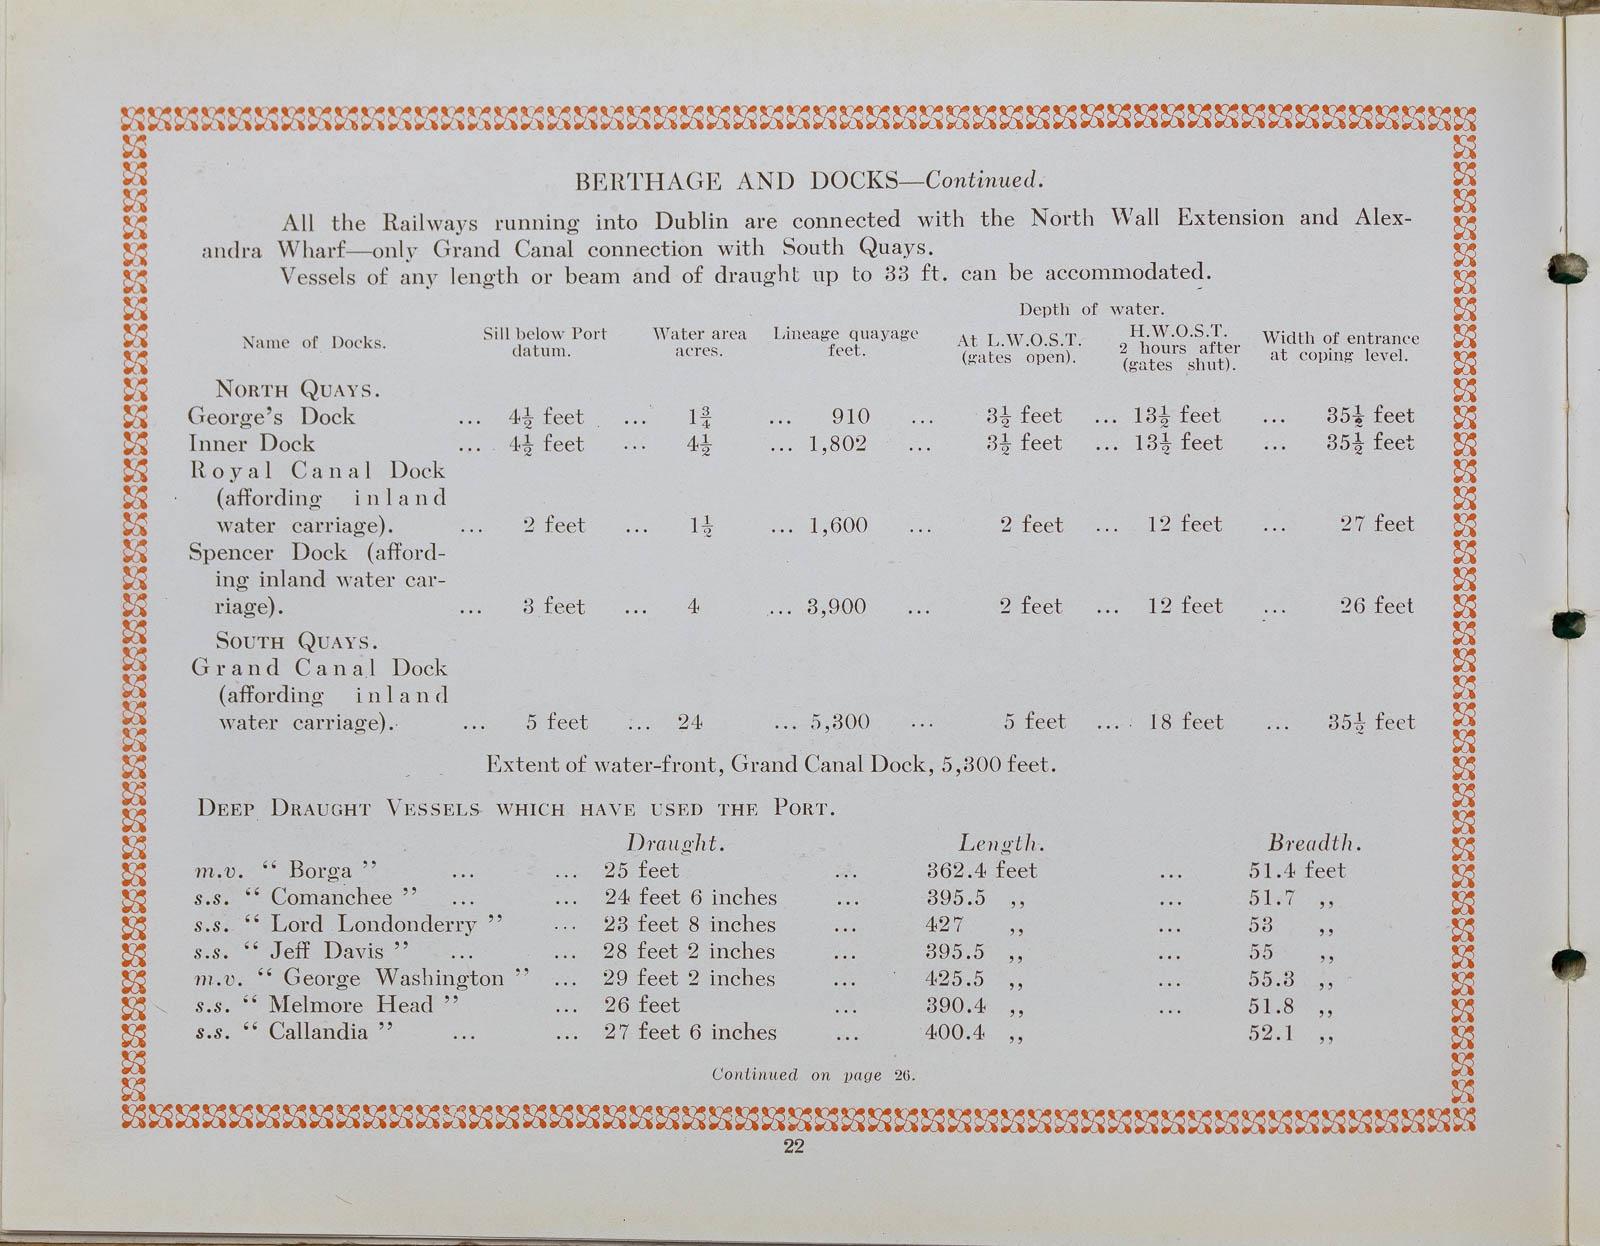 BERTHAGE AND DOCKS—Continued.
All the Railways running into Dublin are connected with the North Wall Extension and Alex-
andra Wharf—only Grand Canal connection with South Quays.
Vessels of any length or beam and of draught up to 33 ft. can be accommodated.
Depth of water.
Name of Docks. Sill below Port datum. Water area acres. Lineage quayage feet. At L.W.O.S.T. (gates open). H.W.O.S.T. 2 hours after (gates shut). Width of entrance at coping level.
NORTH QUAYS.
George's Dock ... 4½ feet ... 1¾ ... 910 ... 3½ feet ... 13½ feet ... 35½ feet
Inner Dock ... 4½ feet ... 4½ ... 1,802 ... 3½ feet ... 13½ feet ... 35½ feet
Royal Canal Dock
(affording inland
water carriage). ... 2 feet ... 1½ ... 1,600 ... 2 feet ... 12 feet ... 27 feet
Spencer Dock (afford-
ing inland water car-
riage). ... 3 feet ... 4 ... 3,900 ... 2 feet ... 12 feet ... 26 feet
SOUTH QUAYS.
Grand Canal Dock
(affording inland
water carriage). ... 5 feet ... 24 ... 5,300 ... 5 feet ... 18 feet ... 35½ feet
Extent of water-front, Grand Canal Dock, 5,300 feet.
DEEP DRAUGHT VESSELS WHICH HAVE USED THE PORT.
Draught. Length. Breadth.
m.v. “ Borga ” ... ... 25 feet ... 362.4 feet ... 51.4 feet
s.s. “ Comanchee ” ... ... 24 feet 6 inches ... 395.5 ,, ... 51.7 ,,
s.s. “ Lord Londonderry ” ... 23 feet 8 inches ... 427 ,, ... 53 ,,
s.s. “ Jeff Davis ” ... ... 28 feet 2 inches ... 395.5 ,, ... 55 ,,
m.v. “ George Washington ” ... 29 feet 2 inches ... 425.5 ,, ... 55.3 ,,
s.s. “ Melmore Head ” ... 26 feet ... 390.4 ,, ... 51.8 ,,
s.s. “ Callandia ” ... ... 27 feet 6 inches ... 400.4 ,, 52.1 ,,
Continued on page 26.
22